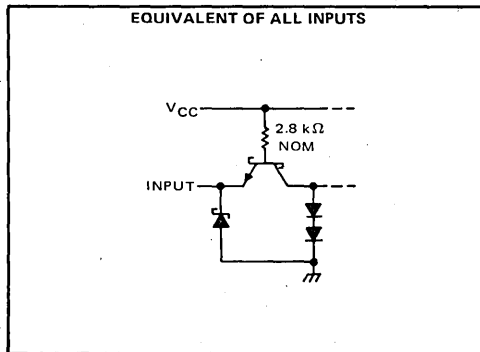 EQUIVALENT OF ALL INPUTS
VCC
2.8 kΩ
NOM
INPUT